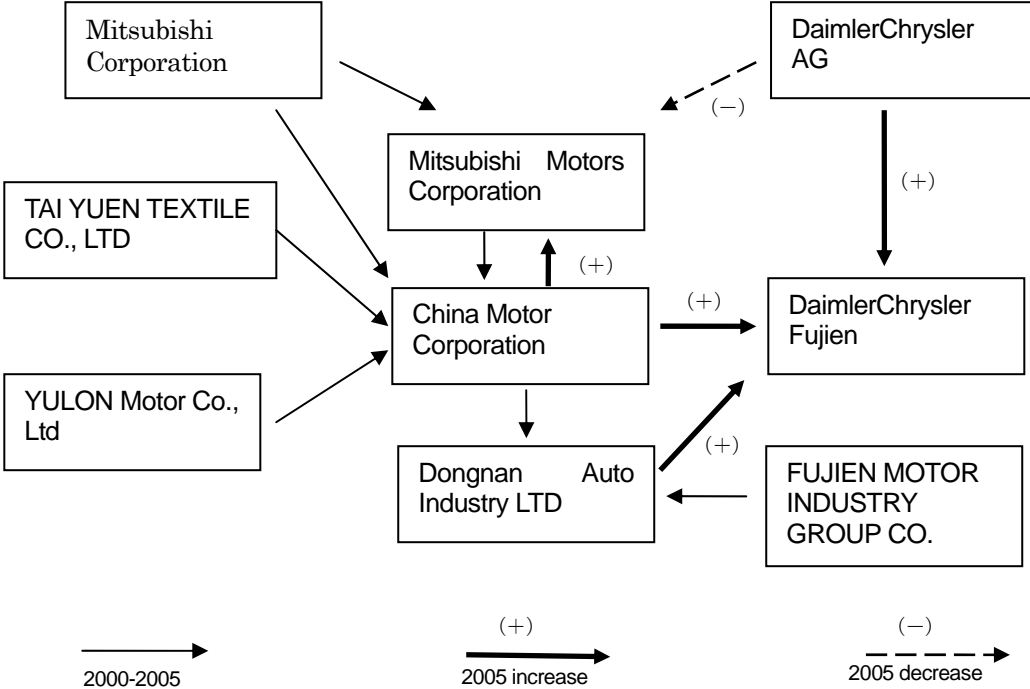 Mitsubishi
Corporation
DaimlerChrysler
AG
(−)
Mitsubishi Motors
Corporation
(+)
TAI YUEN TEXTILE
CO., LTD
(+)
China Motor
Corporation
(+)
DaimlerChrysler
Fujien
YULON Motor Co.,
Ltd
(+)
Dongnan Auto
Industry LTD
FUJIEN MOTOR
INDUSTRY
GROUP CO.
2000-2005
(+)
2005 increase
(−)
2005 decrease